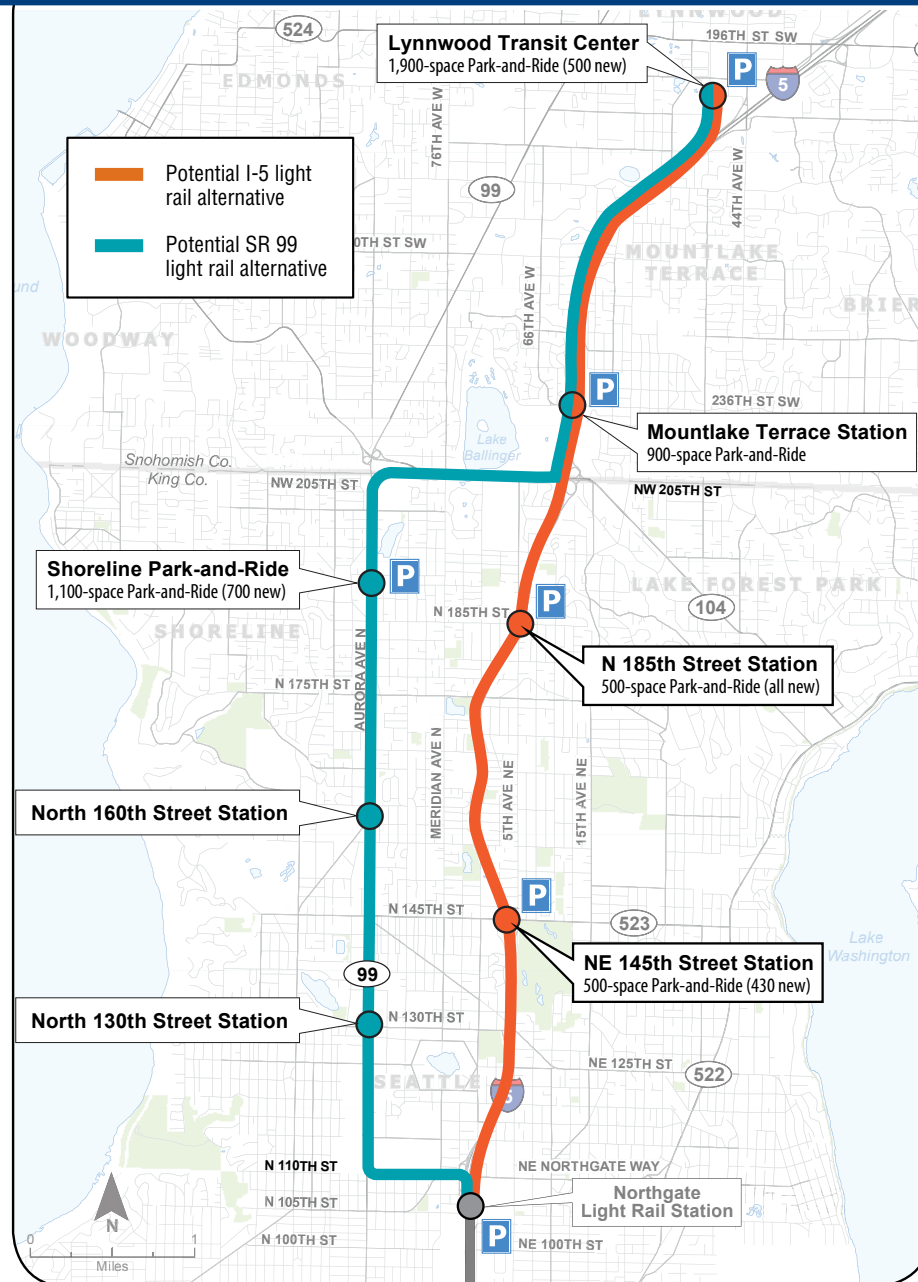 LYNNWOOD
524
196TH ST SW
Lynnwood Transit Center
1,900-space Park-and-Ride (500 new)
P
5
EDMONDS
76TH AVE W
Potential I-5 light
rail alternative
Potential SR 99
light rail alternative
99
44TH AVE W
0TH ST SW
MOUNTLAKE
TERRACE
BRIER
und
66TH AVE W
WOODWAY
P
236TH ST SW
Mountlake Terrace Station
900-space Park-and-Ride
Lake
Ballinger
Snohomish Co.
King Co.
NW 205TH ST
NW 205TH ST
Shoreline Park-and-Ride
1,100-space Park-and-Ride (700 new)
P
LAKE FOREST PARK
P
104
N 185TH ST
SHORELINE
N 185th Street Station
500-space Park-and-Ride (all new)
N 175TH ST
AURORA AVE N
MERIDIAN AVE N
5TH AVE NE
15TH AVE NE
North 160th Street Station
P
N 145TH ST
523
Lake
Washington
NE 145th Street Station
500-space Park-and-Ride (430 new)
99
North 130th Street Station
N 130TH ST
NE 125TH ST
522
SEATTLE
5
N 110TH ST
NE NORTHGATE WAY
Northgate
Light Rail Station
N 105TH ST
N
P
N 100TH ST
NE 100TH ST
0 1
Miles